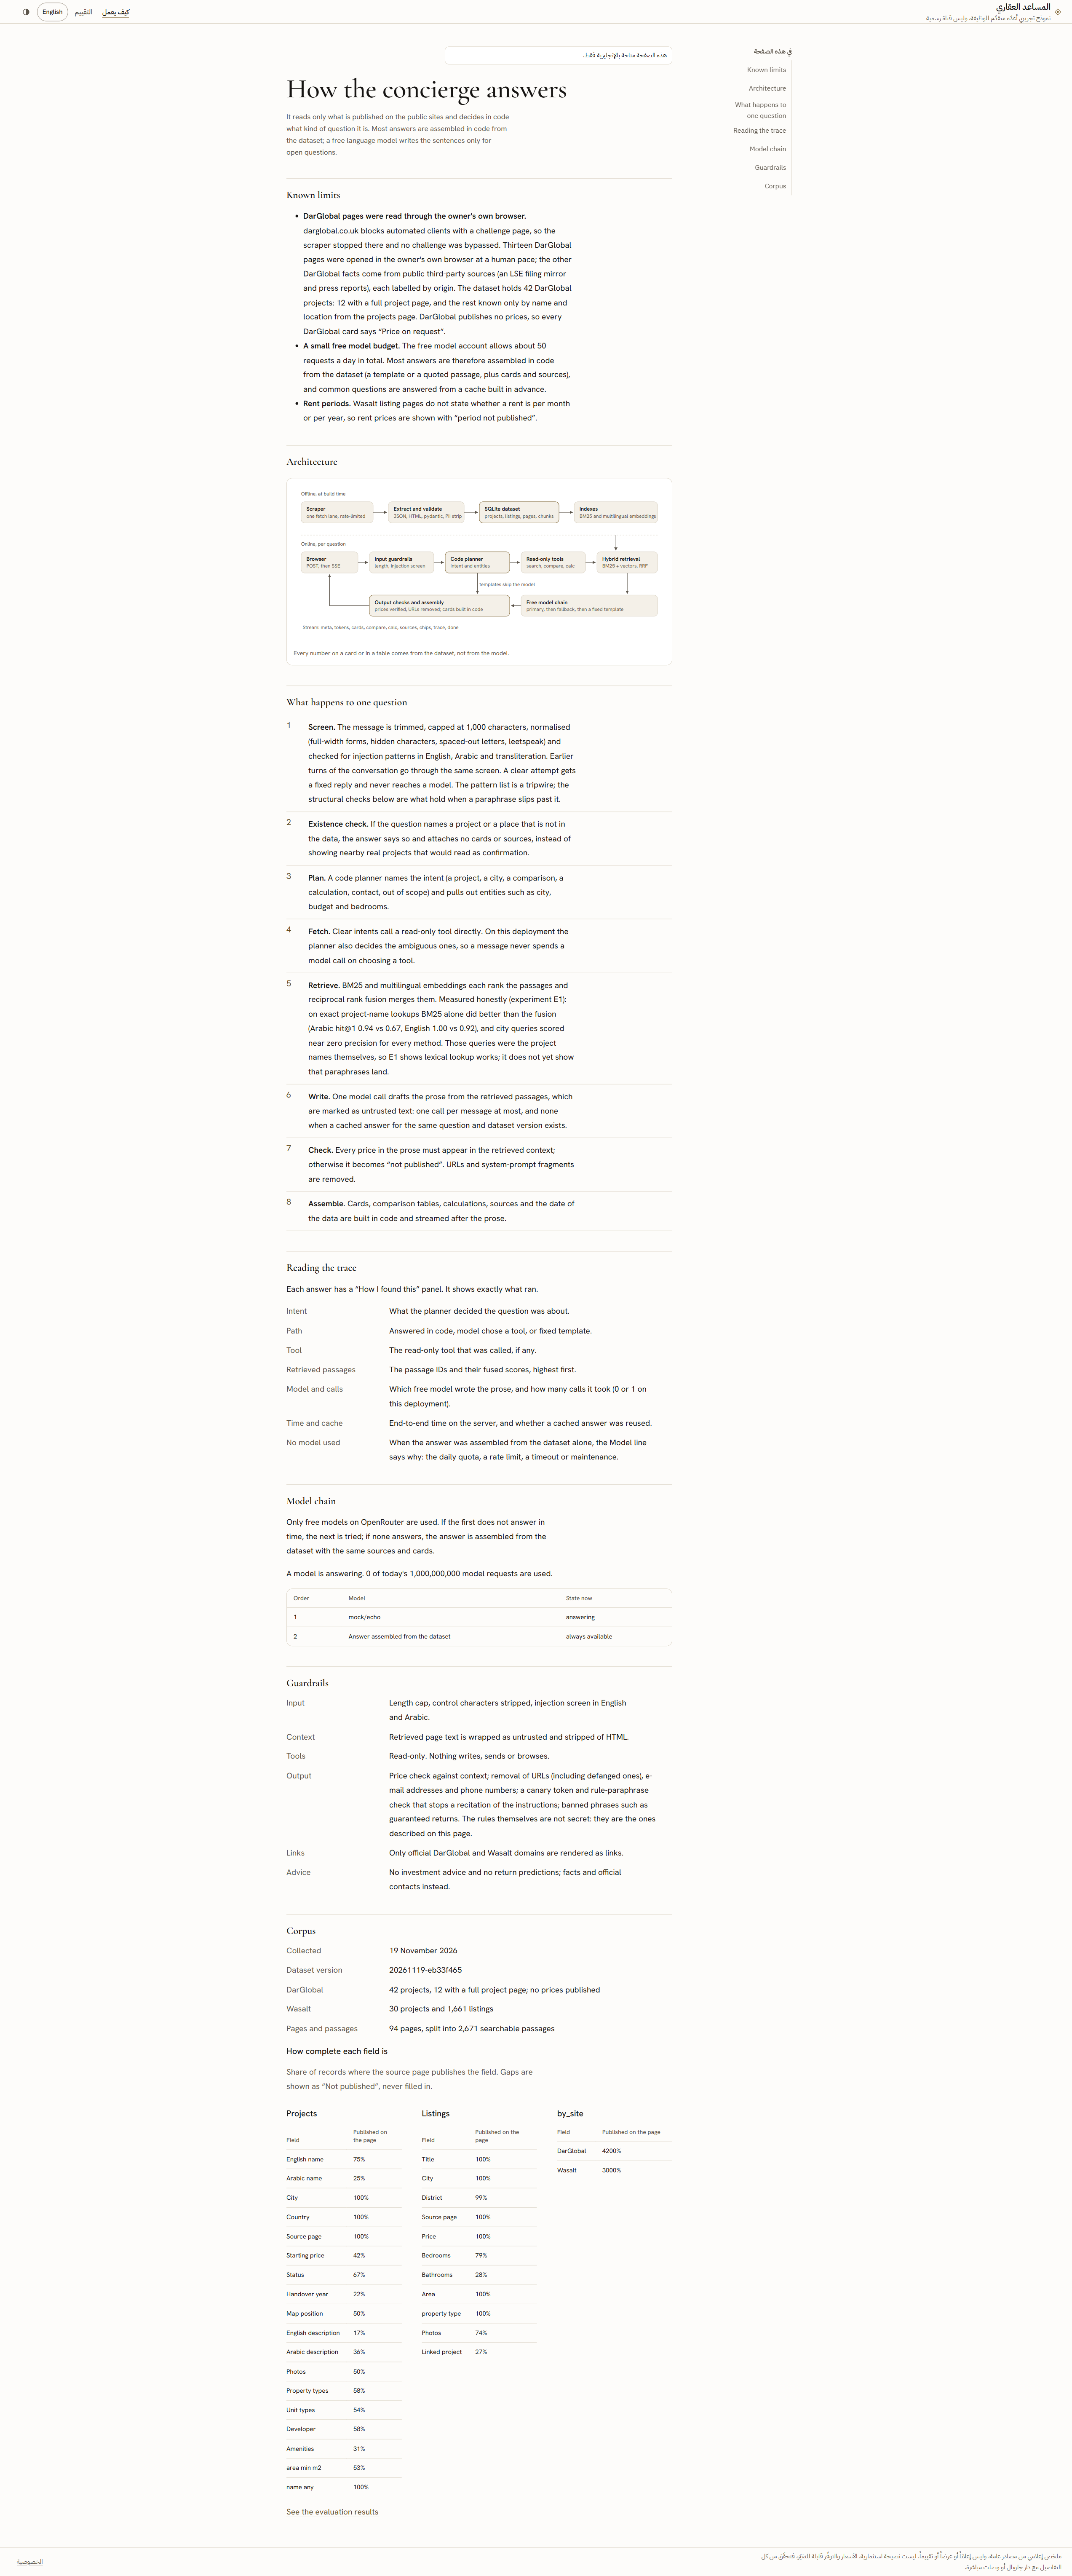 المساعد العقاري
نموذج تجريبي أعدّه متقدّم للوظيفة، وليس قناة رسمية
كيف يعمل
التقييم
English
في هذه الصفحة
Known limits
Architecture
What happens to
one question
Reading the trace
Model chain
Guardrails
Corpus
هذه الصفحة متاحة بالإنجليزية فقط.
How the concierge answers
It reads only what is published on the public sites and decides in code
what kind of question it is. Most answers are assembled in code from
the dataset; a free language model writes the sentences only for
open questions.
Known limits
• DarGlobal pages were read through the owner's own browser.
darglobal.co.uk blocks automated clients with a challenge page, so the
scraper stopped there and no challenge was bypassed. Thirteen DarGlobal
pages were opened in the owner's own browser at a human pace; the other
DarGlobal facts come from public third-party sources (an LSE filing mirror
and press reports), each labelled by origin. The dataset holds 42 DarGlobal
projects: 12 with a full project page, and the rest known only by name and
location from the projects page. DarGlobal publishes no prices, so every
DarGlobal card says “Price on request”.
• A small free model budget. The free model account allows about 50
requests a day in total. Most answers are therefore assembled in code
from the dataset (a template or a quoted passage, plus cards and sources),
and common questions are answered from a cache built in advance.
• Rent periods. Wasalt listing pages do not state whether a rent is per month
or per year, so rent prices are shown with “period not published”.
Architecture
Offline, at build time
Scraper
one fetch lane, rate-limited
Extract and validate
JSON, HTML, pydantic, PII strip
SQLite dataset
projects, listings, pages, chunks
Indexes
BM25 and multilingual embeddings
Online, per question
Browser
POST, then SSE
Input guardrails
length, injection screen
Code planner
intent and entities
Read-only tools
search, compare, calc
Hybrid retrieval
BM25 + vectors, RRF
templates skip the model
Output checks and assembly
prices verified, URLs removed; cards built in code
Free model chain
primary, then fallback, then a fixed template
Stream: meta, tokens, cards, compare, calc, sources, chips, trace, done
Every number on a card or in a table comes from the dataset, not from the model.
What happens to one question
1 Screen. The message is trimmed, capped at 1,000 characters, normalised
(full-width forms, hidden characters, spaced-out letters, leetspeak) and
checked for injection patterns in English, Arabic and transliteration. Earlier
turns of the conversation go through the same screen. A clear attempt gets
a fixed reply and never reaches a model. The pattern list is a tripwire; the
structural checks below are what hold when a paraphrase slips past it.
2 Existence check. If the question names a project or a place that is not in
the data, the answer says so and attaches no cards or sources, instead of
showing nearby real projects that would read as confirmation.
3 Plan. A code planner names the intent (a project, a city, a comparison, a
calculation, contact, out of scope) and pulls out entities such as city,
budget and bedrooms.
4 Fetch. Clear intents call a read-only tool directly. On this deployment the
planner also decides the ambiguous ones, so a message never spends a
model call on choosing a tool.
5 Retrieve. BM25 and multilingual embeddings each rank the passages and
reciprocal rank fusion merges them. Measured honestly (experiment E1):
on exact project-name lookups BM25 alone did better than the fusion
(Arabic hit@1 0.94 vs 0.67, English 1.00 vs 0.92), and city queries scored
near zero precision for every method. Those queries were the project
names themselves, so E1 shows lexical lookup works; it does not yet show
that paraphrases land.
6 Write. One model call drafts the prose from the retrieved passages, which
are marked as untrusted text: one call per message at most, and none
when a cached answer for the same question and dataset version exists.
7 Check. Every price in the prose must appear in the retrieved context;
otherwise it becomes “not published”. URLs and system-prompt fragments
are removed.
8 Assemble. Cards, comparison tables, calculations, sources and the date of
the data are built in code and streamed after the prose.
Reading the trace
Each answer has a “How I found this” panel. It shows exactly what ran.
Intent What the planner decided the question was about.
Path Answered in code, model chose a tool, or fixed template.
Tool The read-only tool that was called, if any.
Retrieved passages The passage IDs and their fused scores, highest first.
Model and calls Which free model wrote the prose, and how many calls it took (0 or 1 on
this deployment).
Time and cache End-to-end time on the server, and whether a cached answer was reused.
No model used When the answer was assembled from the dataset alone, the Model line
says why: the daily quota, a rate limit, a timeout or maintenance.
Model chain
Only free models on OpenRouter are used. If the first does not answer in
time, the next is tried; if none answers, the answer is assembled from the
dataset with the same sources and cards.
A model is answering. 0 of today's 1,000,000,000 model requests are used.
Order Model State now
1 mock/echo answering
2 Answer assembled from the dataset always available
Guardrails
Input Length cap, control characters stripped, injection screen in English
and Arabic.
Context Retrieved page text is wrapped as untrusted and stripped of HTML.
Tools Read-only. Nothing writes, sends or browses.
Output Price check against context; removal of URLs (including defanged ones), e-
mail addresses and phone numbers; a canary token and rule-paraphrase
check that stops a recitation of the instructions; banned phrases such as
guaranteed returns. The rules themselves are not secret: they are the ones
described on this page.
Links Only official DarGlobal and Wasalt domains are rendered as links.
Advice No investment advice and no return predictions; facts and official
contacts instead.
Corpus
Collected 19 November 2026
Dataset version 20261119-eb33f465
DarGlobal 42 projects, 12 with a full project page; no prices published
Wasalt 30 projects and 1,661 listings
Pages and passages 94 pages, split into 2,671 searchable passages
How complete each field is
Share of records where the source page publishes the field. Gaps are
shown as “Not published”, never filled in.
Projects
Field Published on
the page
English name 75%
Arabic name 25%
City 100%
Country 100%
Source page 100%
Starting price 42%
Status 67%
Handover year 22%
Map position 50%
English description 17%
Arabic description 36%
Photos 50%
Property types 58%
Unit types 54%
Developer 58%
Amenities 31%
area min m2 53%
name any 100%
Listings
Field Published on the
page
Title 100%
City 100%
District 99%
Source page 100%
Price 100%
Bedrooms 79%
Bathrooms 28%
Area 100%
property type 100%
Photos 74%
Linked project 27%
by_site
Field Published on the page
DarGlobal 4200%
Wasalt 3000%
See the evaluation results
ملخص إعلامي من مصادر عامة، وليس إعلاناً أو عرضاً أو تقييماً. ليست نصيحة استثمارية. الأسعار والتوفّر قابلة للتغيّر، فتحقّق من كل
التفاصيل مع دار جلوبال أو وصلت مباشرة.
الخصوصية